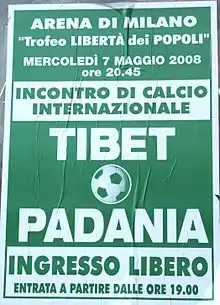 ARENA DI MILANO
"Trofeo LIBERTÀ dei POPOLI"
MERCOLEDÌ 7 MAGGIO 2008
ore 20.45
INCONTRO DI CALCIO
INTERNAZIONALE
TIBET
PADANIA
INGRESSO LIBERO
ENTRATA A PARTIRE DALLE ORE 19.00